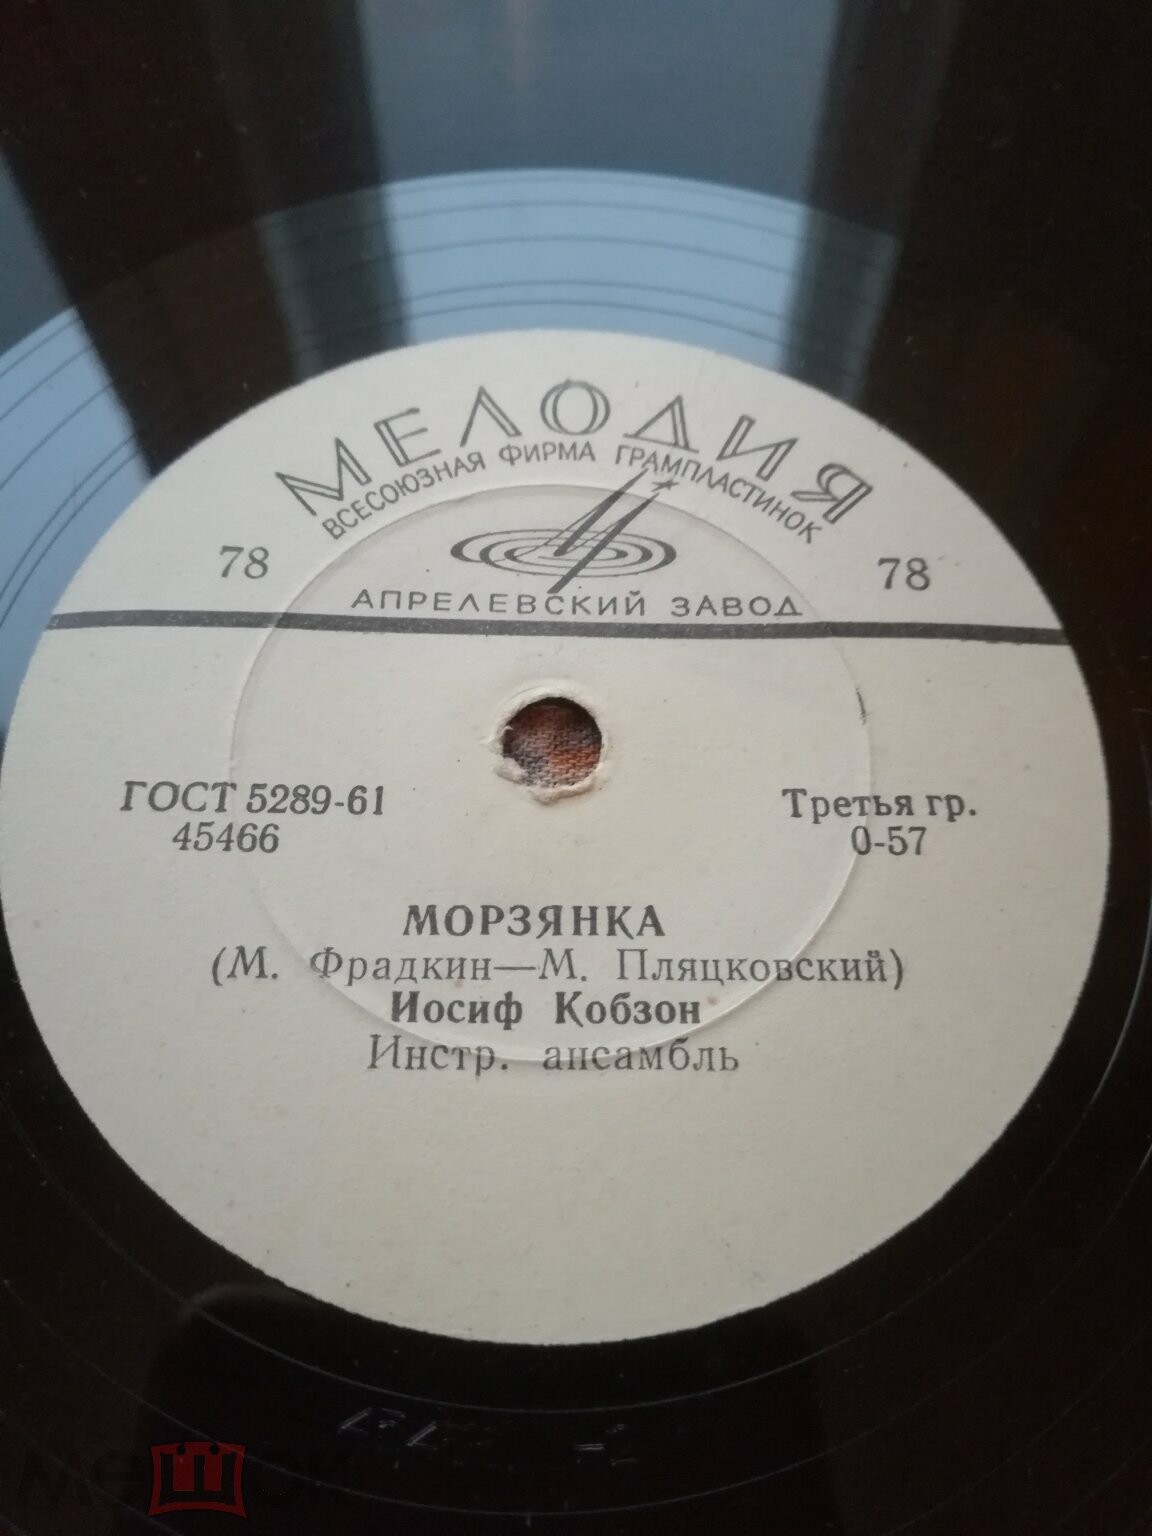 МЕЛОДИЯ
ВСЕСОЮЗНАЯ ФИРМА ГРАМПЛАСТИНОК
78
78
АПРЕЛЕВСКИЙ ЗАВОД
ГОСТ 5289-61
45466
Третья гр.
0-57
МОРЗЯНКА
(М. Фрадкин—М. Пляцковский)
Иосиф Кобзон
Инстр. ансамбль
мешок